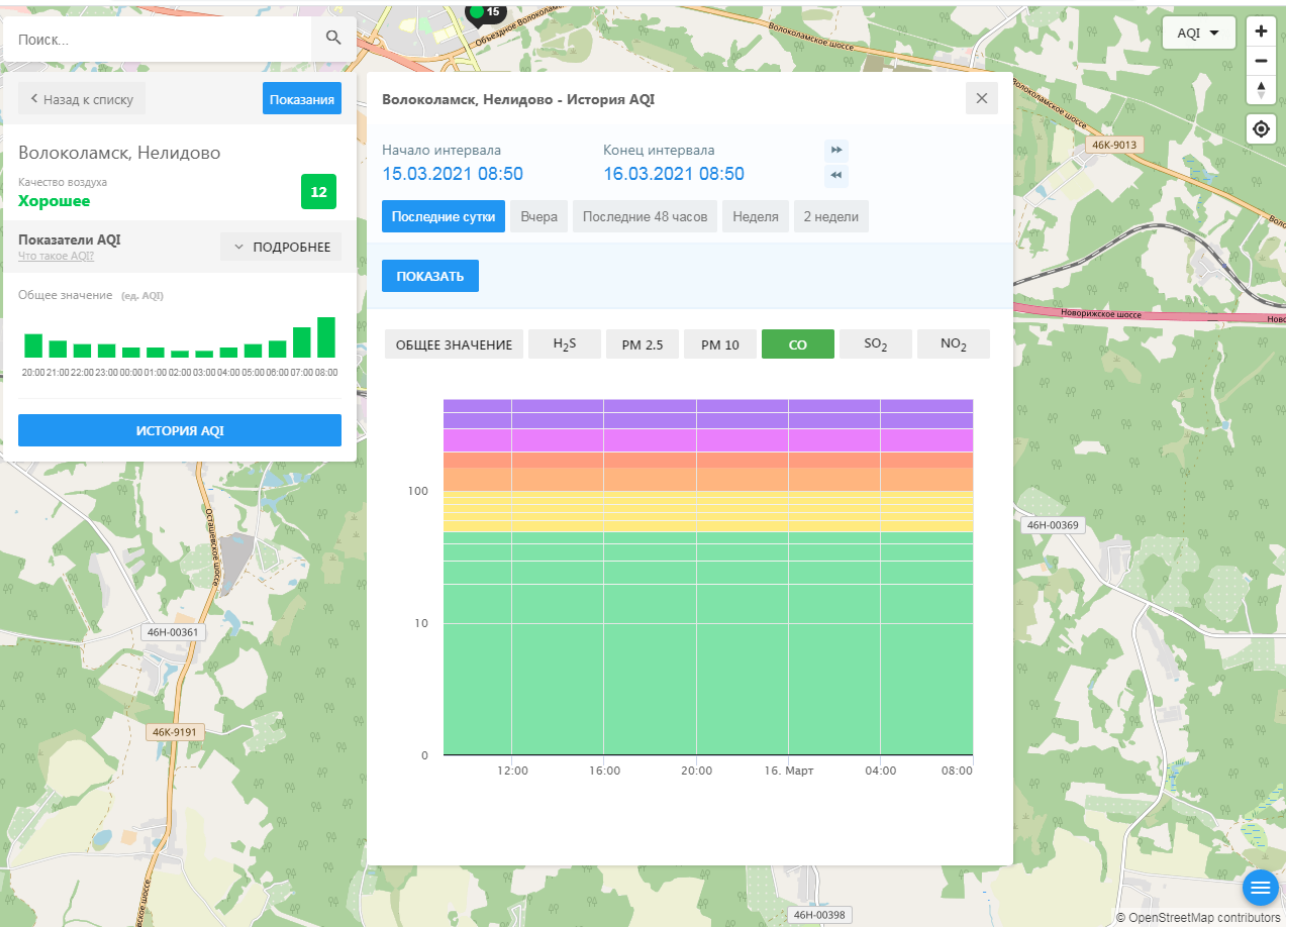 15
Объездное
Волоколамское шоссе
Поиск...
AQI
Назад к списку
Показания
Волоколамск, Нелидово - История AQI
Волоколамское шоссе
46К-9013
Волоколамск, Нелидово
Начало интервала
Конец интервала
15.03.2021 08:50
16.03.2021 08:50
Качество воздуха
Хорошее
12
Последние сутки
Вчера
Последние 48 часов
Неделя
2 недели
Показатели AQI
Что такое AQI?
ПОДРОБНЕЕ
ПОКАЗАТЬ
Общее значение (ед. AQI)
Новорижское шоссе
20:00 21:00 22:00 23:00 00:00 01:00 02:00 03:00 04:00 05:00 06:00 07:00 08:00
ОБЩЕЕ ЗНАЧЕНИЕ
H2S
PM 2.5
PM 10
CO
SO2
NO2
ИСТОРИЯ AQI
100
Осташевское шоссе
46Н-00369
10
46Н-00361
46К-9191
0
12:00
16:00
20:00
16. Март
04:00
08:00
46Н-00398
© OpenStreetMap contributors